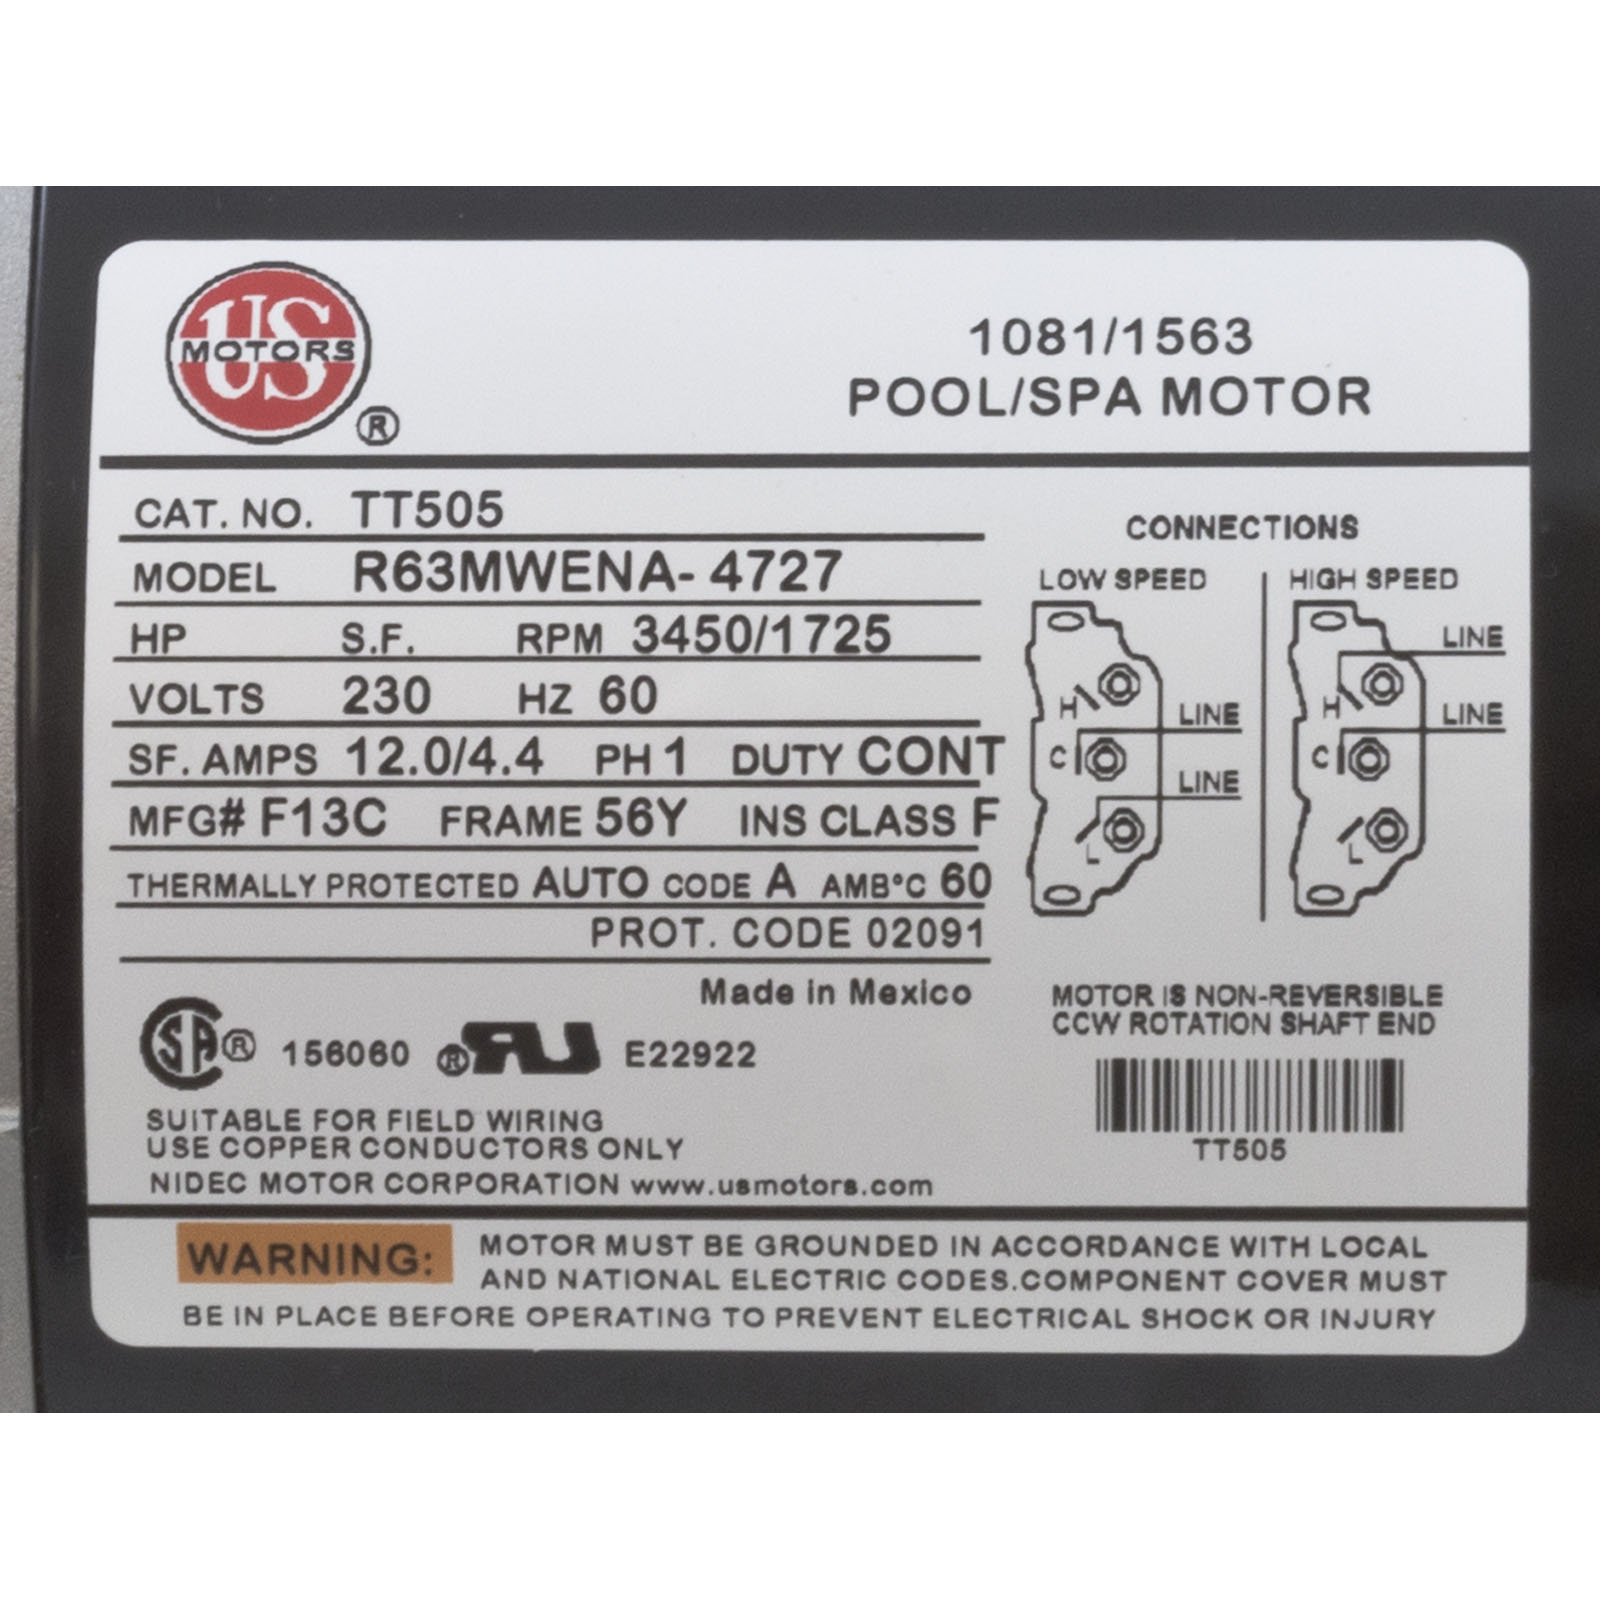 US
MOTORS
®
1081/1563
POOL/SPA MOTOR
CAT. NO. TT505
MODEL R63MWENA- 4727
HP S.F. RPM 3450/1725
VOLTS 230 HZ 60
SF. AMPS 12.0/4.4 PH 1 DUTY CONT
MFG# F13C FRAME 56Y INS CLASS F
THERMALLY PROTECTED AUTO CODE A AMB°C 60
PROT. CODE 02091
Made in Mexico
CONNECTIONS
LOW SPEED
H
C
L
LINE
LINE
HIGH SPEED
H
C
L
LINE
LINE
MOTOR IS NON-REVERSIBLE
CCW ROTATION SHAFT END
TT505
SA® 156060 ®RU E22922
SUITABLE FOR FIELD WIRING
USE COPPER CONDUCTORS ONLY
NIDEC MOTOR CORPORATION www.usmotors.com
WARNING: MOTOR MUST BE GROUNDED IN ACCORDANCE WITH LOCAL
AND NATIONAL ELECTRIC CODES.COMPONENT COVER MUST
BE IN PLACE BEFORE OPERATING TO PREVENT ELECTRICAL SHOCK OR INJURY